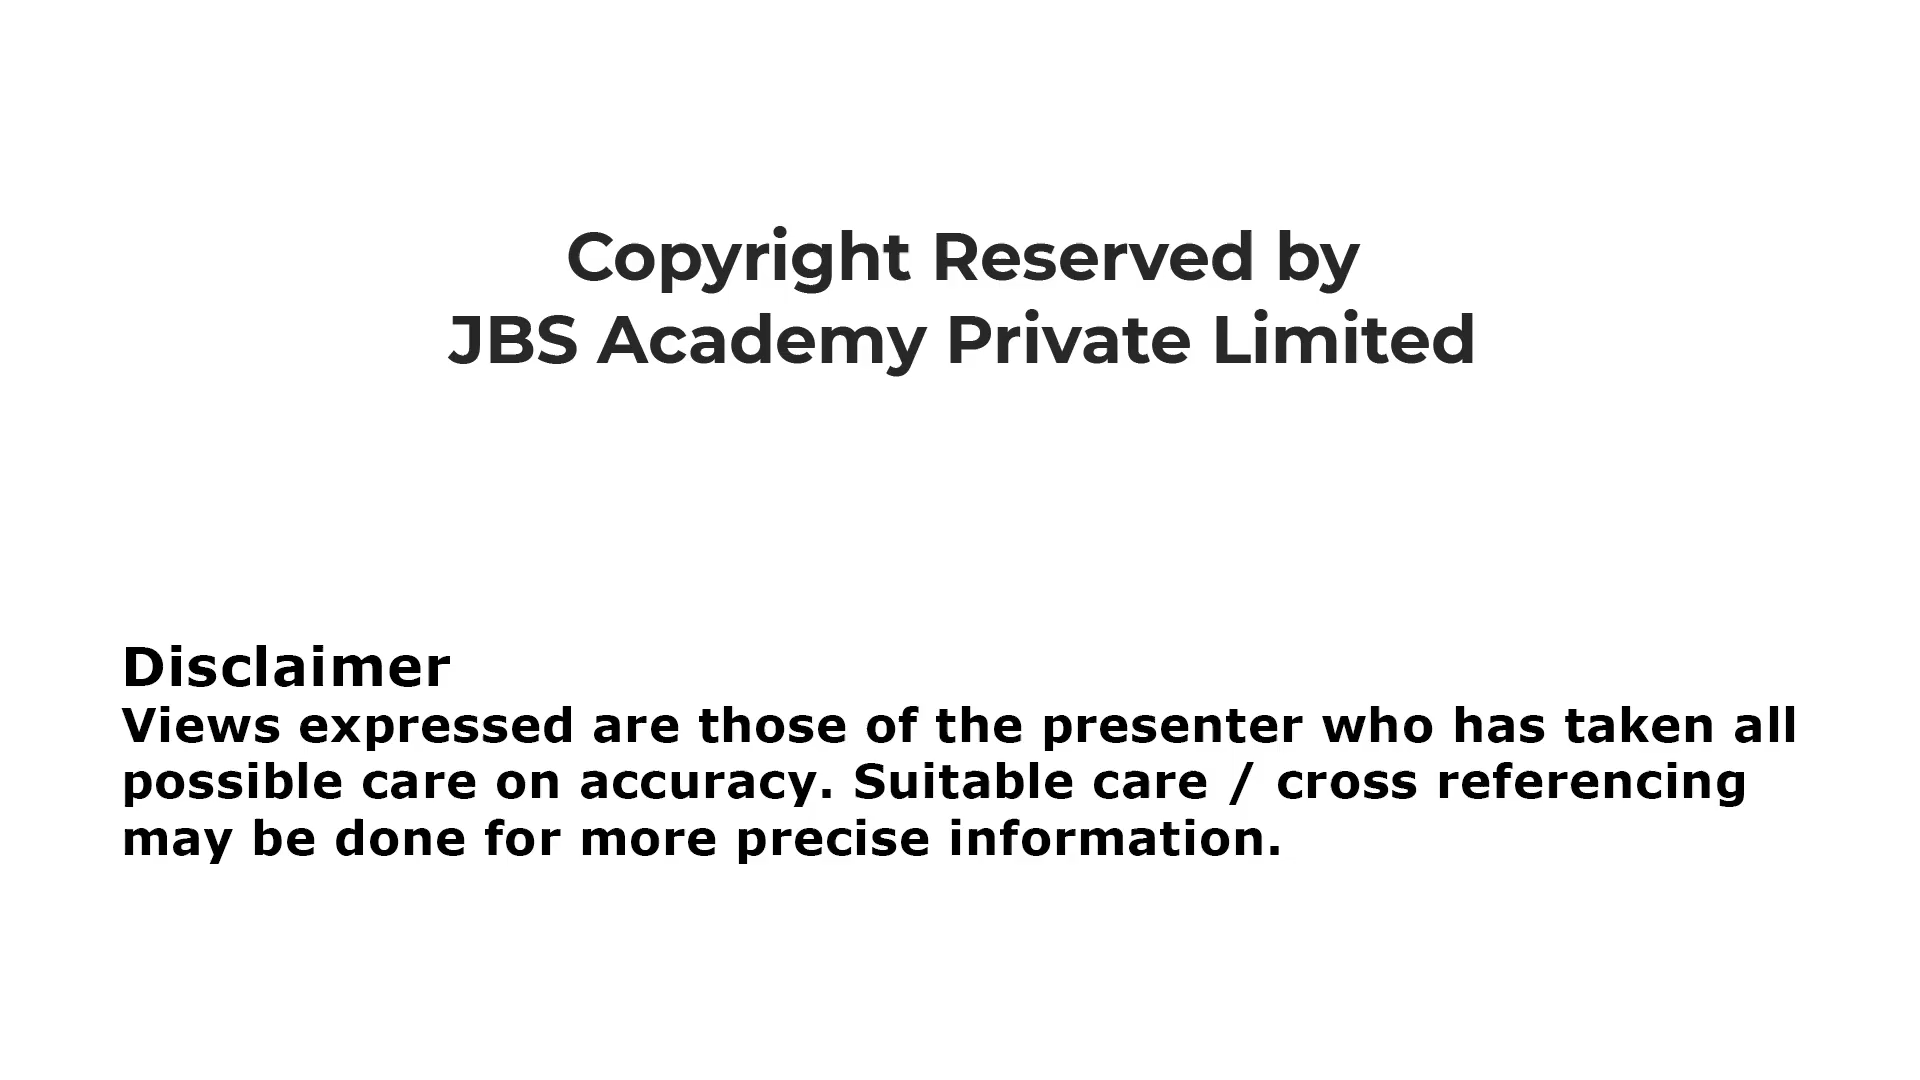 Copyright Reserved by
JBS Academy Private Limited
Disclaimer
Views expressed are those of the presenter who has taken all
possible care on accuracy. Suitable care / cross referencing
may be done for more precise information.